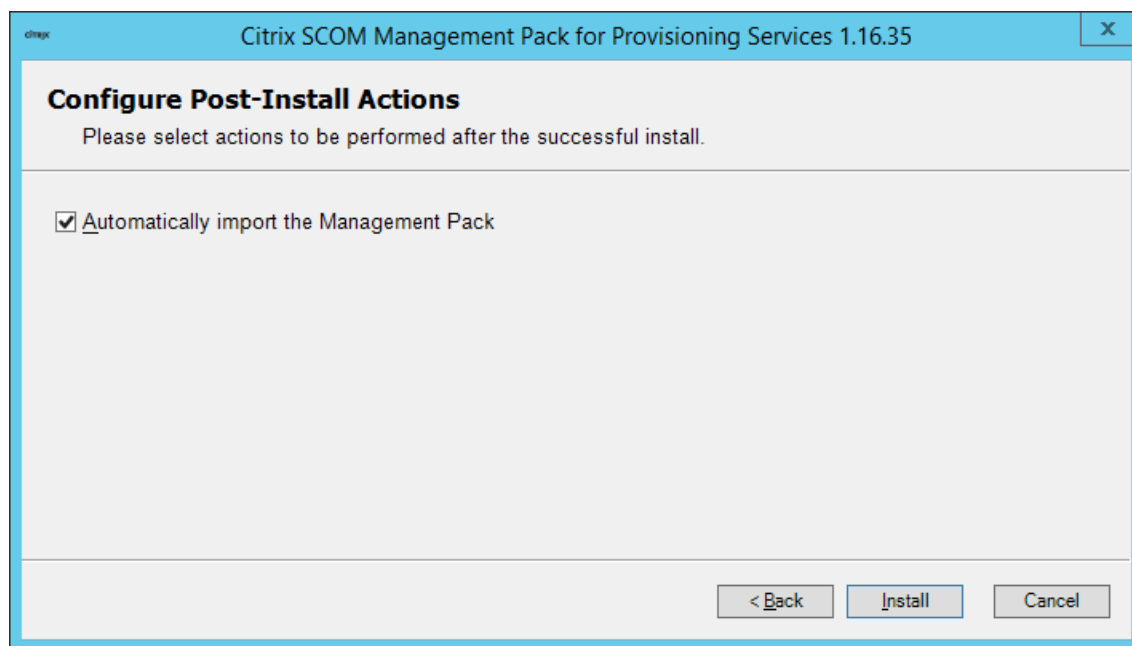 citrix
Citrix SCOM Management Pack for Provisioning Services 1.16.35
x
Configure Post-Install Actions
Please select actions to be performed after the successful install.
Automatically import the Management Pack
< Back
Install
Cancel